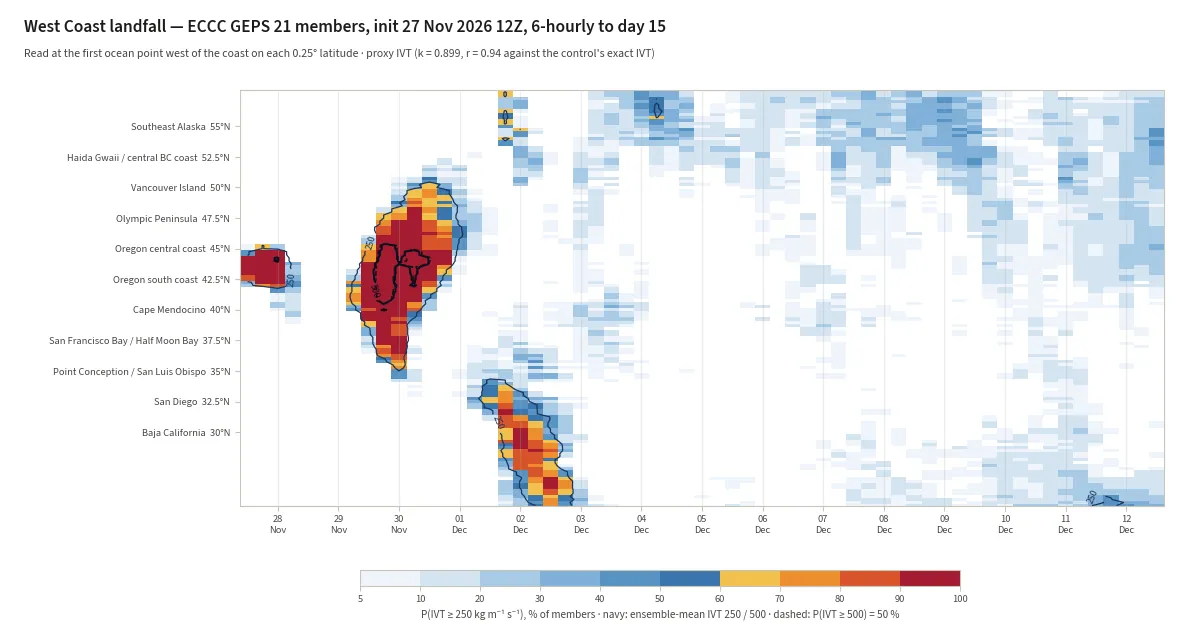 West Coast landfall — ECCC GEPS 21 members, init 27 Nov 2026 12Z, 6-hourly to day 15
Read at the first ocean point west of the coast on each 0.25° latitude · proxy IVT (k = 0.899, r = 0.94 against the control's exact IVT)
Southeast Alaska 55°N
Haida Gwaii / central BC coast 52.5°N
Vancouver Island 50°N
Olympic Peninsula 47.5°N
Oregon central coast 45°N
Oregon south coast 42.5°N
Cape Mendocino 40°N
San Francisco Bay / Half Moon Bay 37.5°N
Point Conception / San Luis Obispo 35°N
San Diego 32.5°N
Baja California 30°N
250
250
250
28 29 30 01 02 03 04 05 06 07 08 09 10 11 12
Nov Nov Nov Dec Dec Dec Dec Dec Dec Dec Dec Dec Dec Dec Dec
5 10 20 30 40 50 60 70 80 90 100
P(IVT ≥ 250 kg m⁻¹ s⁻¹), % of members · navy: ensemble-mean IVT 250 / 500 · dashed: P(IVT ≥ 500) = 50 %